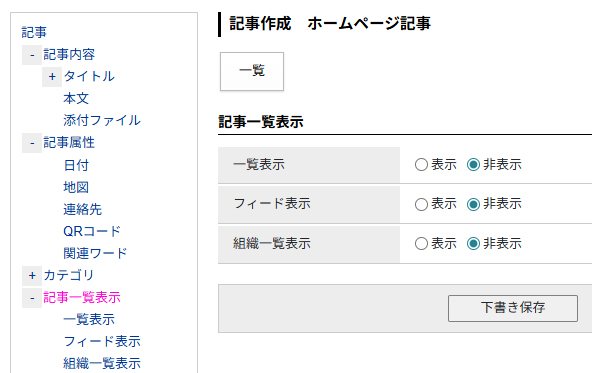 記事
- 記事内容
+ タイトル
本文
添付ファイル
- 記事属性
日付
地図
連絡先
QRコード
関連ワード
+ カテゴリ
- 記事一覧表示
一覧表示
フィード表示
組織一覧表示
記事作成　ホームページ記事
一覧
記事一覧表示
一覧表示 表示 非表示
フィード表示 表示 非表示
組織一覧表示 表示 非表示
下書き保存